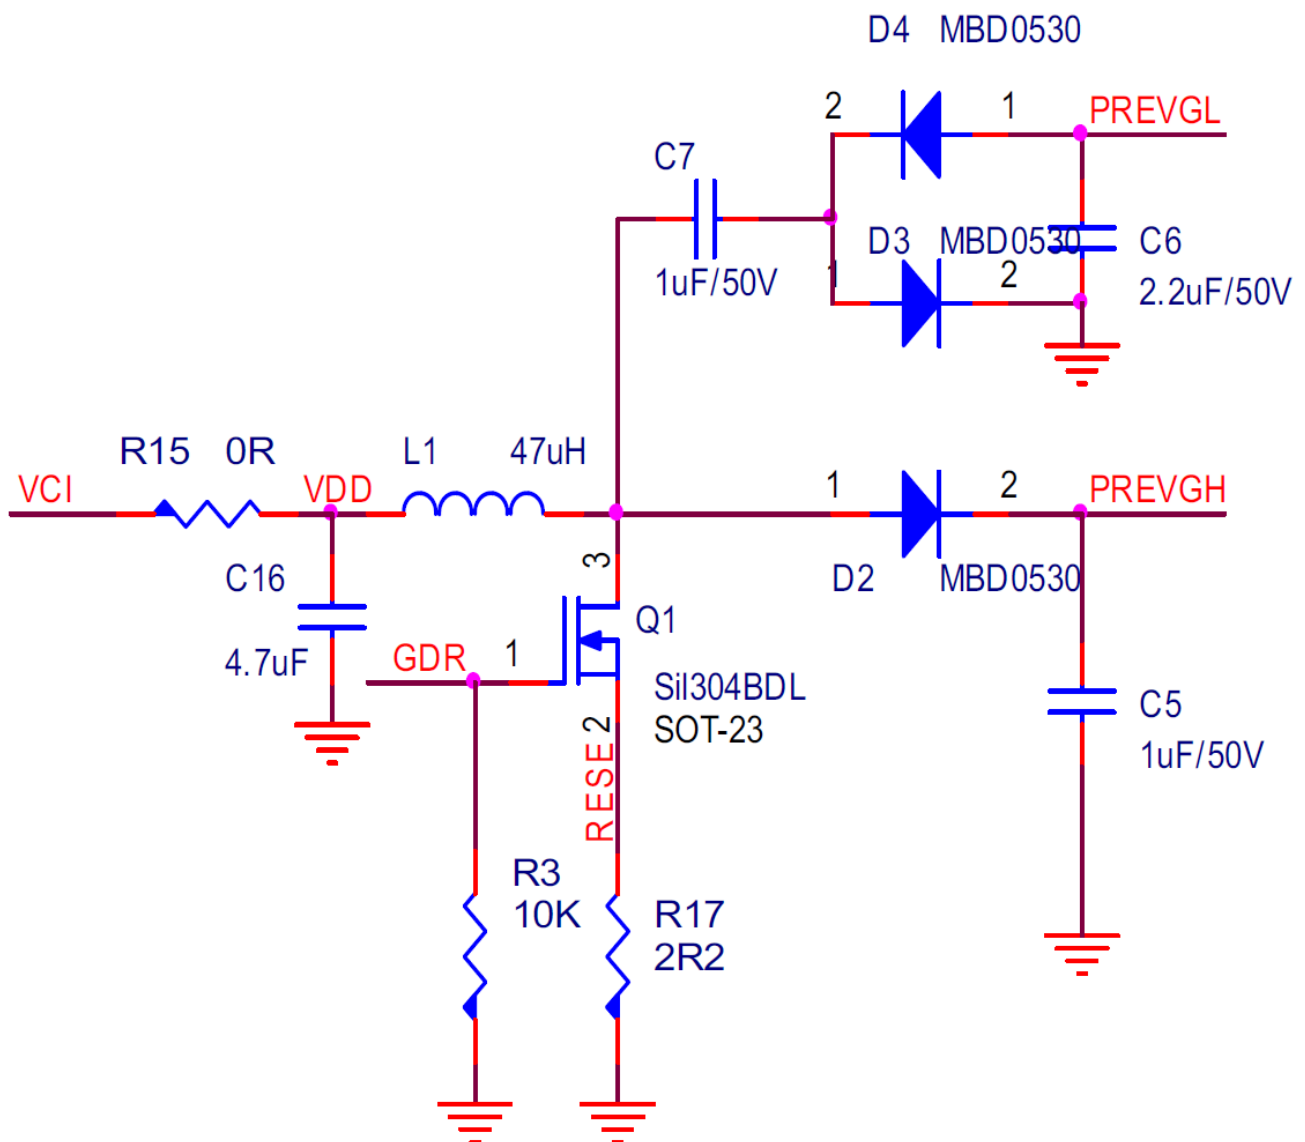 D4 MBD0530
2 1 PREVGL
C7
1uF/50V
D3 MBD0530
1 2
C6
2.2uF/50V
R15 0R
L1 47uH
VCI
VDD
1 2 PREVGH
D2 MBD0530
C16
4.7uF
3
Q1
GDR 1
SiI304BDL
SOT-23
2
RESE
C5
1uF/50V
R3
10K
R17
2R2